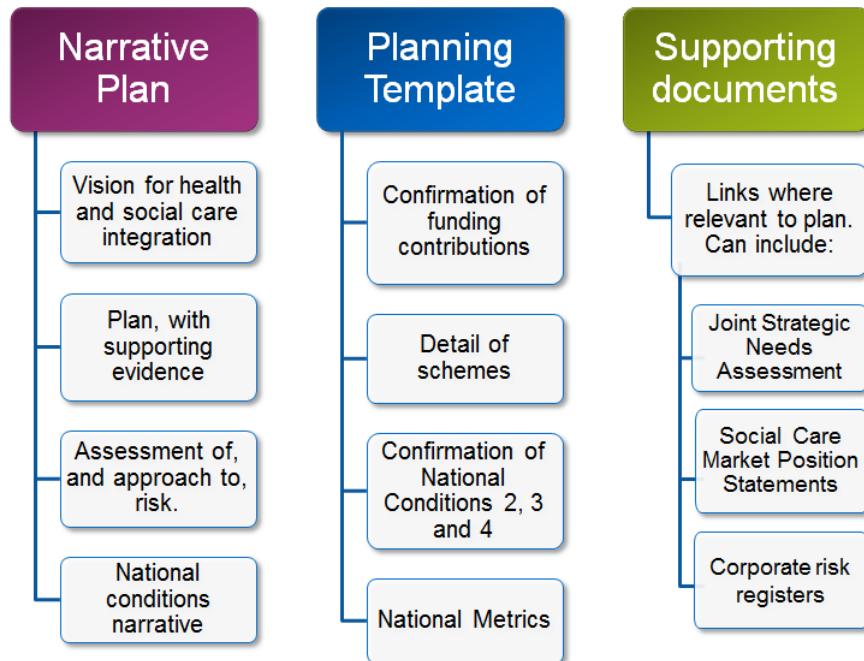 Narrative
Plan
Vision for health
and social care
integration
Plan, with
supporting
evidence
Assessment of,
and approach to,
risk.
National
conditions
narrative
Planning
Template
Confirmation of
funding
contributions
Detail of
schemes
Confirmation of
National
Conditions 2, 3
and 4
National Metrics
Supporting
documents
Links where
relevant to plan.
Can include:
Joint Strategic
Needs
Assessment
Social Care
Market Position
Statements
Corporate risk
registers